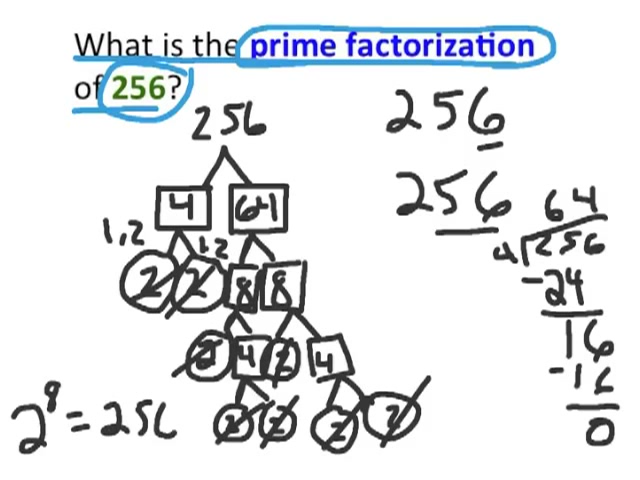 What is the prime factorization
of 256?
256
256
256
4 64
64
1,2 1,2
4√256
2 2 8 8
-24
16
2 4 2 4
-16
0
2 2 2 2
2^8 = 256